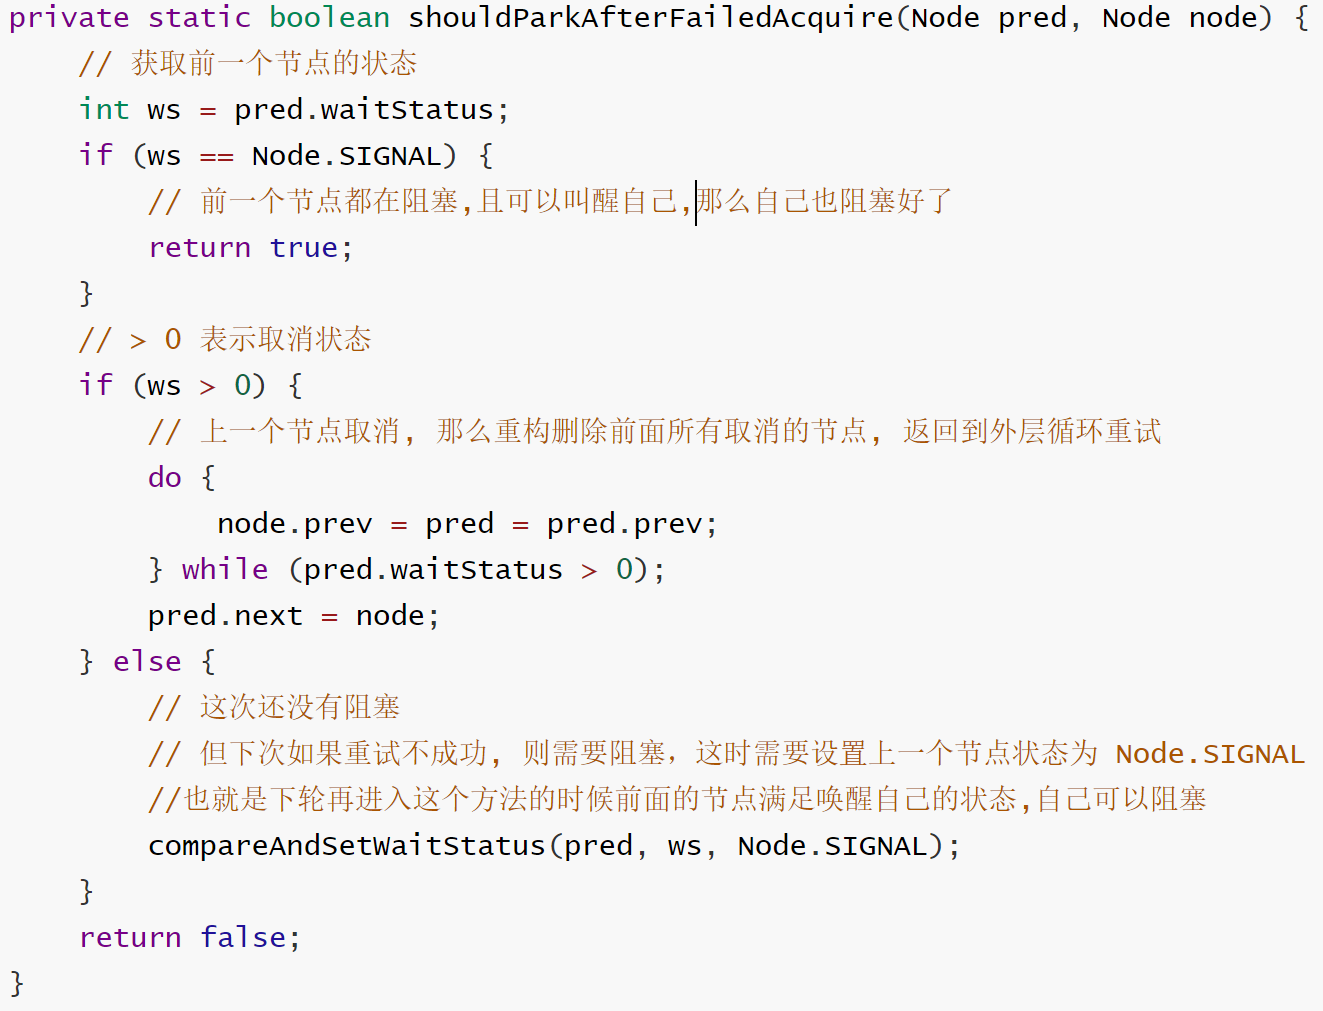 private static boolean shouldParkAfterFailedAcquire(Node pred, Node node) {
    // 获取前一个节点的状态
    int ws = pred.waitStatus;
    if (ws == Node.SIGNAL) {
        // 前一个节点都在阻塞,且可以叫醒自己,那么自己也阻塞好了
        return true;
    }
    // > 0 表示取消状态
    if (ws > 0) {
        // 上一个节点取消, 那么重构删除前面所有取消的节点, 返回到外层循环重试
        do {
            node.prev = pred = pred.prev;
        } while (pred.waitStatus > 0);
        pred.next = node;
    } else {
        // 这次还没有阻塞
        // 但下次如果重试不成功, 则需要阻塞，这时需要设置上一个节点状态为 Node.SIGNAL
        //也就是下轮再进入这个方法的时候前面的节点满足唤醒自己的状态,自己可以阻塞
        compareAndSetWaitStatus(pred, ws, Node.SIGNAL);
    }
    return false;
}